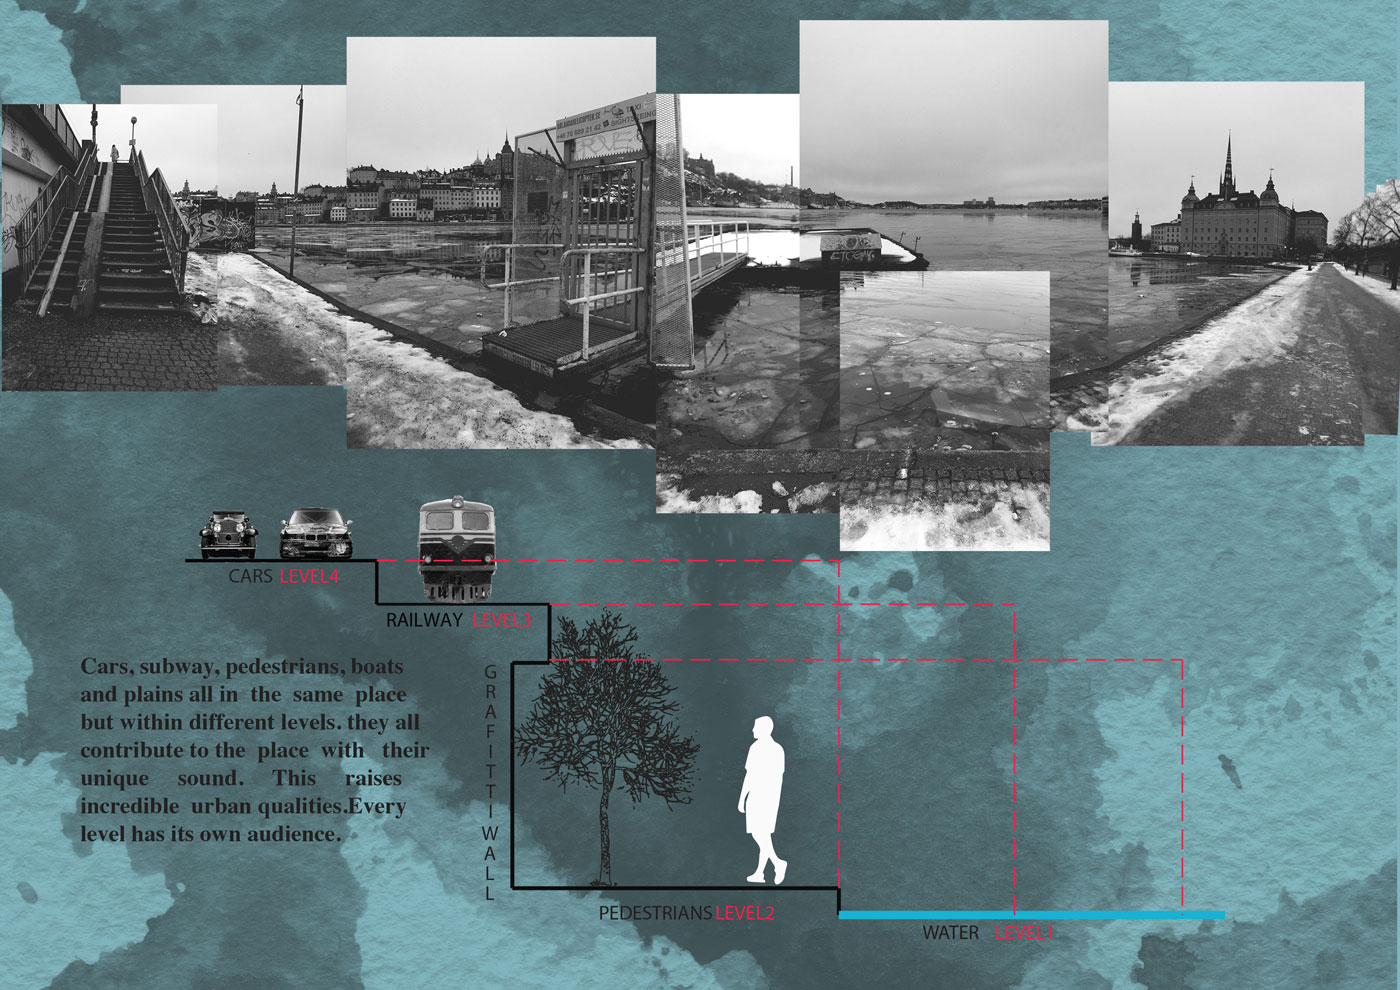 TAXI
SIGHTSEEING
CARS LEVEL4
RAILWAY LEVEL3
Cars, subway, pedestrians, boats
and plains all in the same place
but within different levels. they all
contribute to the place with their
unique sound. This raises
incredible urban qualities.Every
level has its own audience.
GRAFITTI WALL
PEDESTRIANS LEVEL2
WATER LEVEL1